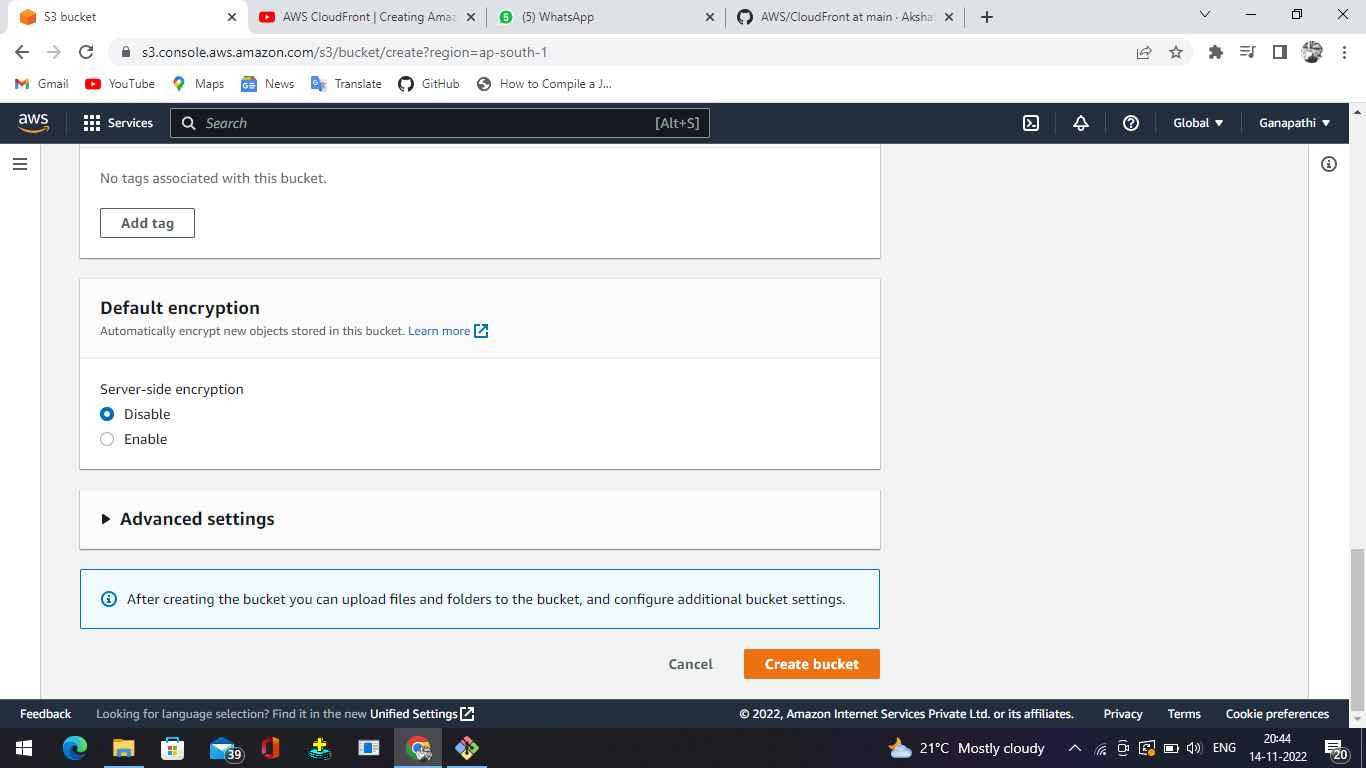 S3 bucket
AWS CloudFront | Creating Amaz
(5) WhatsApp
AWS/CloudFront at main · Aksha
s3.console.aws.amazon.com/s3/bucket/create?region=ap-south-1
Gmail
YouTube
Maps
News
Translate
GitHub
How to Compile a J...
aws
Services
Search
[Alt+S]
Global
Ganapathi
No tags associated with this bucket.
Add tag
Default encryption
Automatically encrypt new objects stored in this bucket. Learn more
Server-side encryption
Disable
Enable
Advanced settings
After creating the bucket you can upload files and folders to the bucket, and configure additional bucket settings.
Cancel
Create bucket
Feedback
Looking for language selection? Find it in the new Unified Settings
© 2022, Amazon Internet Services Private Ltd. or its affiliates.
Privacy
Terms
Cookie preferences
39
21°C Mostly cloudy
ENG
20:44
14-11-2022
20